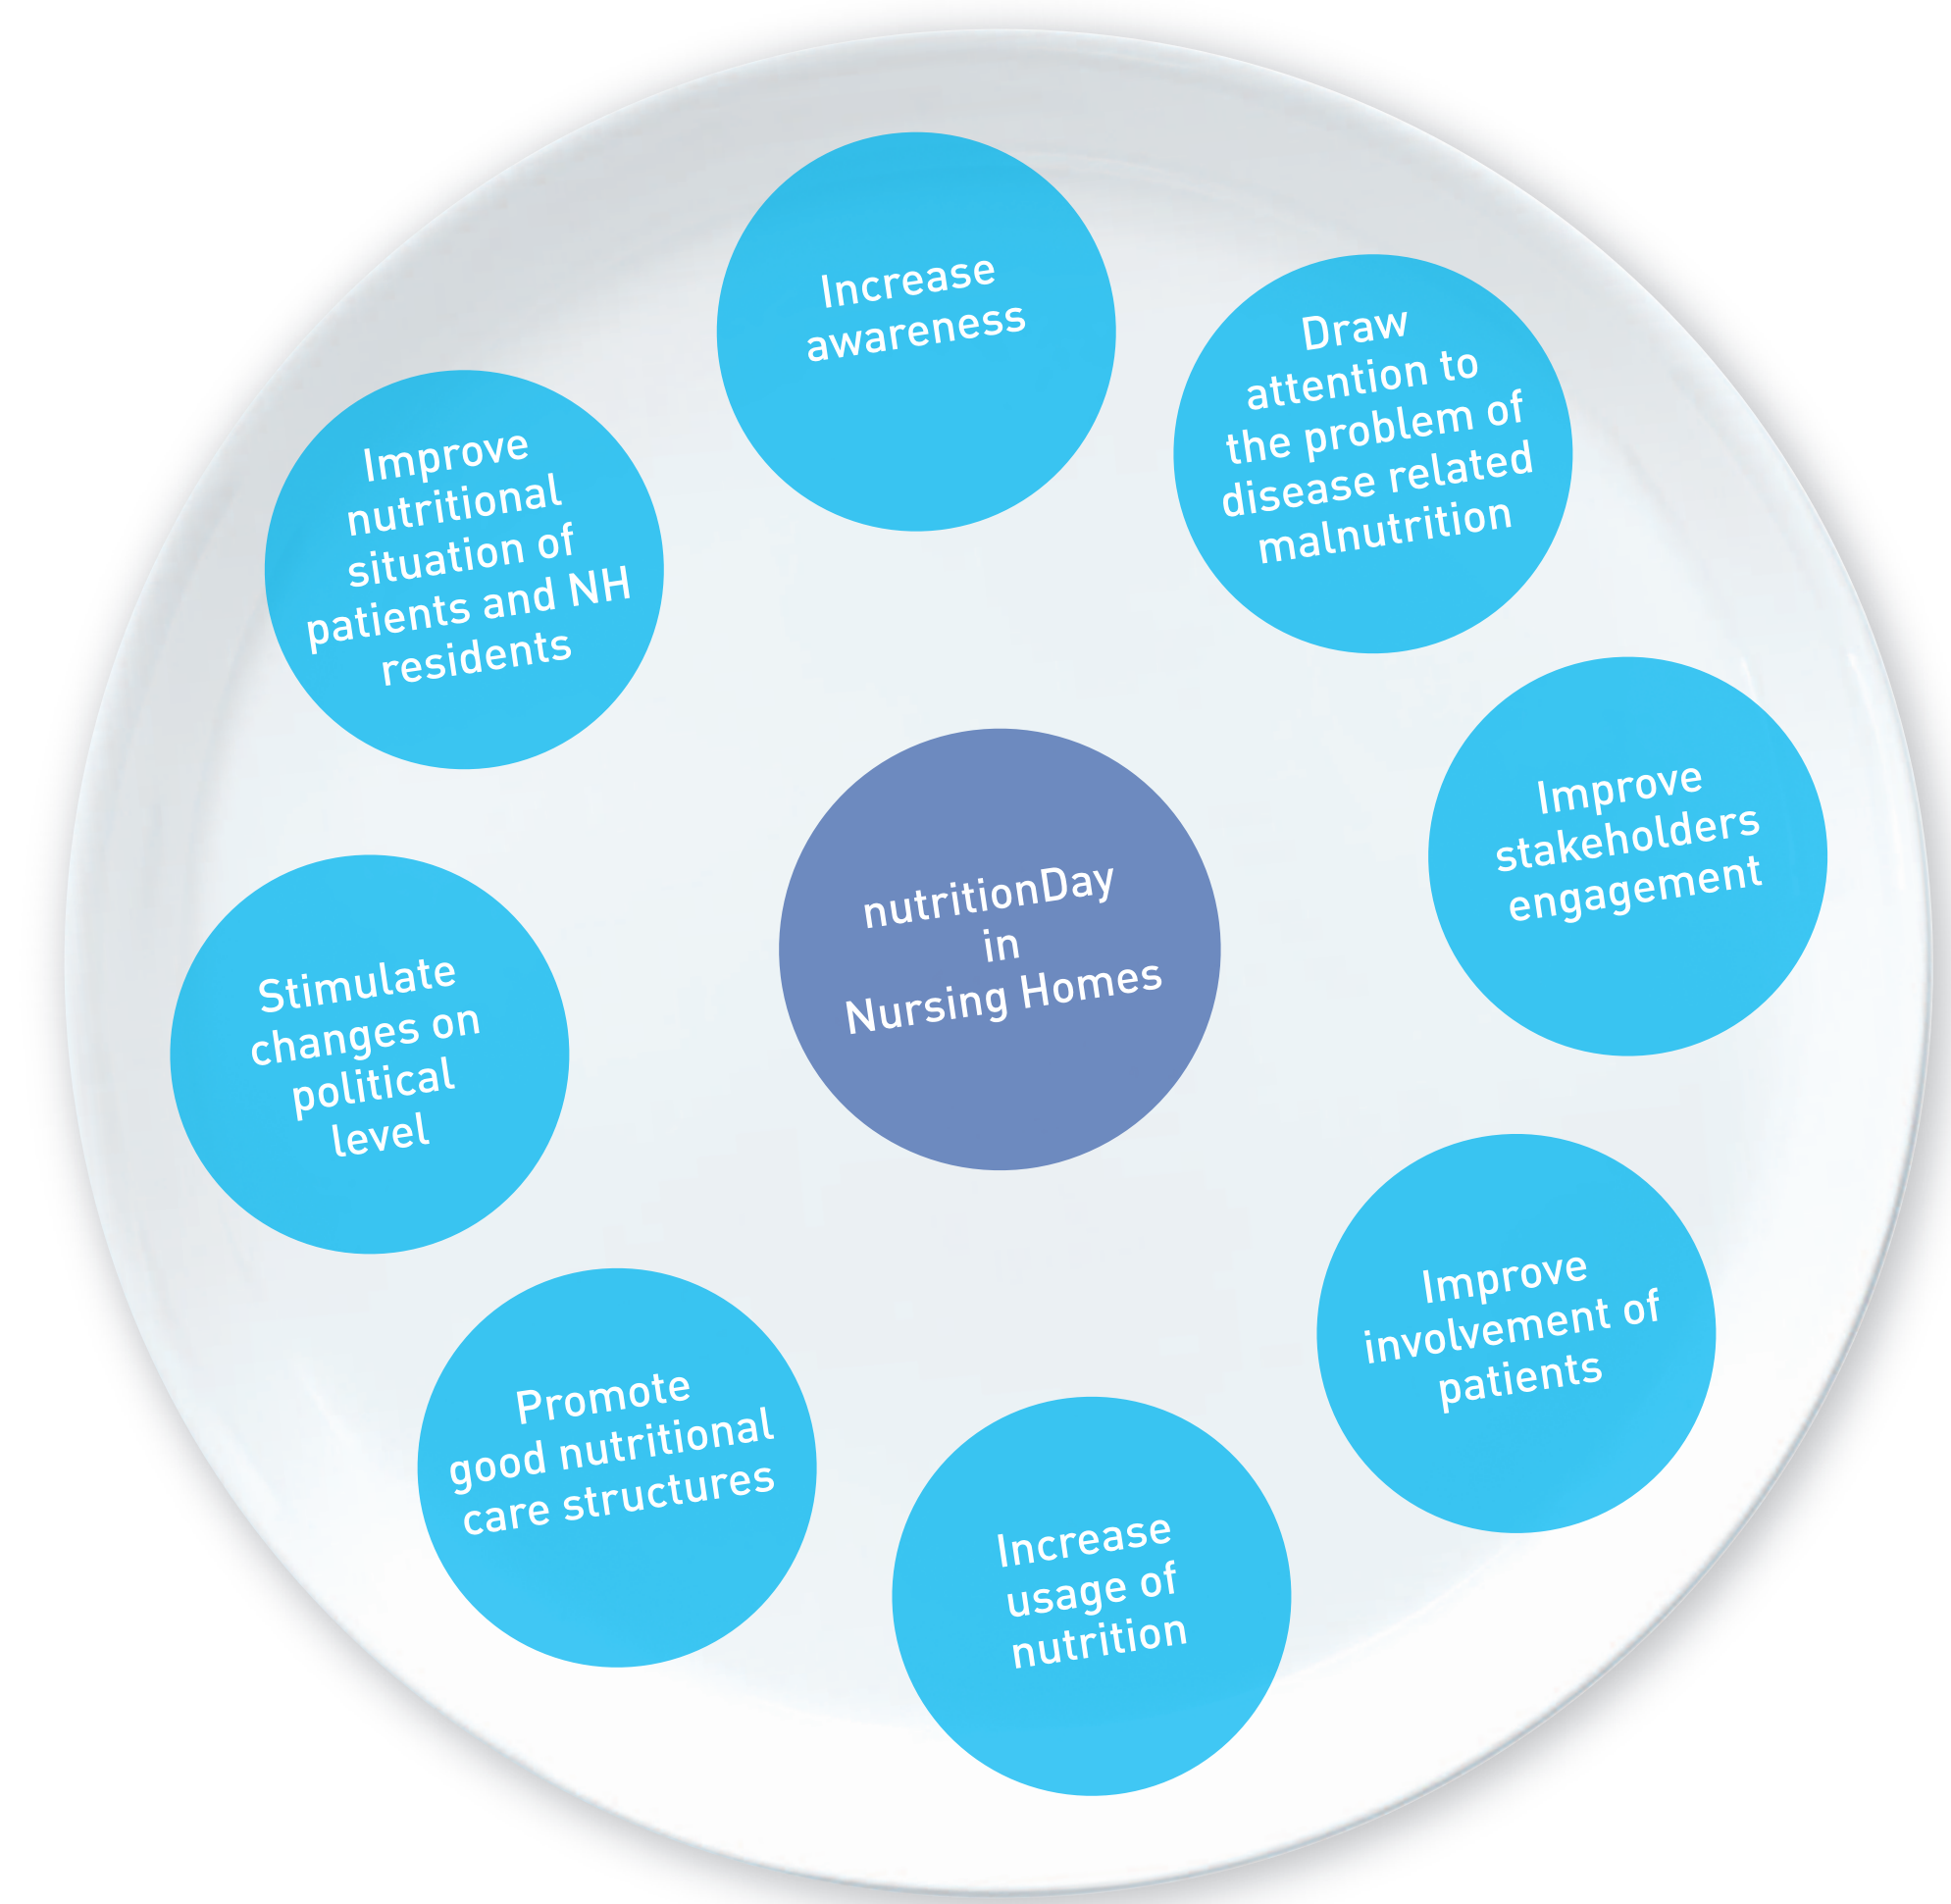 Increase
awareness
Draw
attention to
the problem of
disease related
malnutrition
Improve
nutritional
situation of
patients and NH
residents
Improve
stakeholders
engagement
nutritionDay
in
Nursing Homes
Stimulate
changes on
political
level
Improve
involvement of
patients
Promote
good nutritional
care structures
Increase
usage of
nutrition